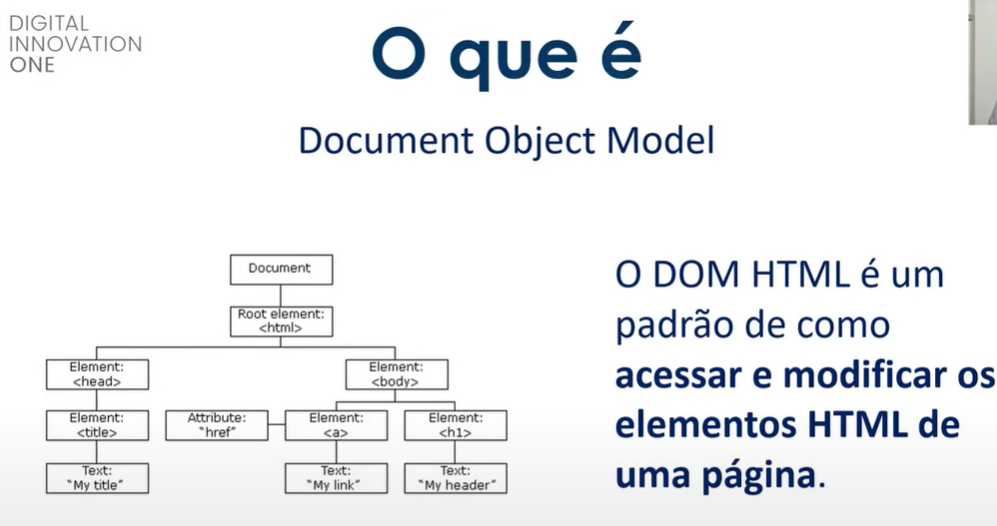 DIGITAL
INNOVATION
ONE
O que é
Document Object Model
Document
Root element:
<html>
Element:
<head>
Element:
<body>
Element:
<title>
Attribute:
"href"
Element:
<a>
Element:
<h1>
Text:
"My title"
Text:
"My link"
Text:
"My header"
O DOM HTML é um
padrão de como
acessar e modificar os
elementos HTML de
uma página.